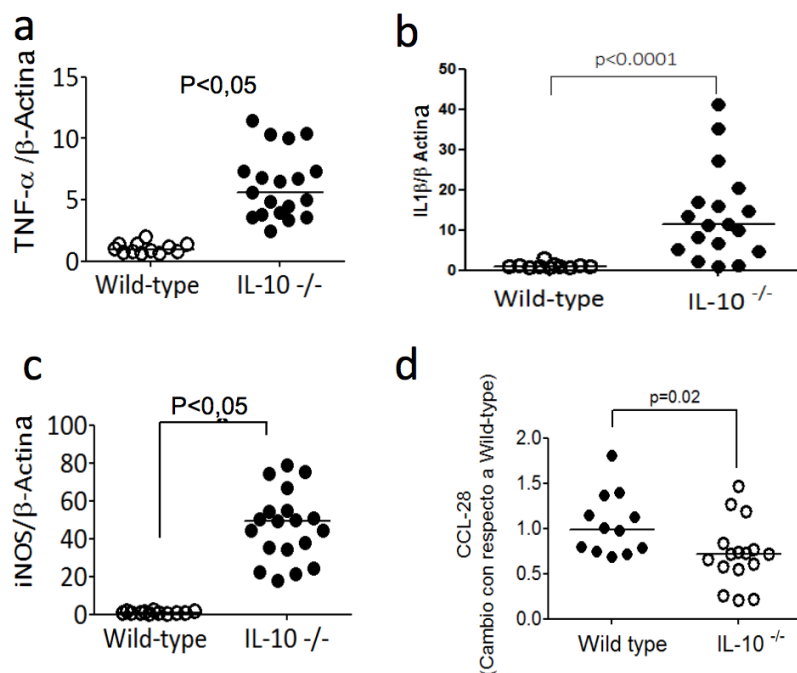 a
TNF-α /β-Actina
P<0,05
15
10
5
0
Wild-type IL-10 -/-
b
IL1β/β Actina
p<0.0001
50
40
30
20
10
0
Wild-type IL-10 -/-
c
iNOS/β-Actina
P<0,05
100
80
60
40
20
0
Wild-type IL-10 -/-
d
CCL-28
(Cambio con respecto a Wild-type)
p=0.02
2.0
1.5
1.0
0.5
0.0
Wild type IL-10 -/-